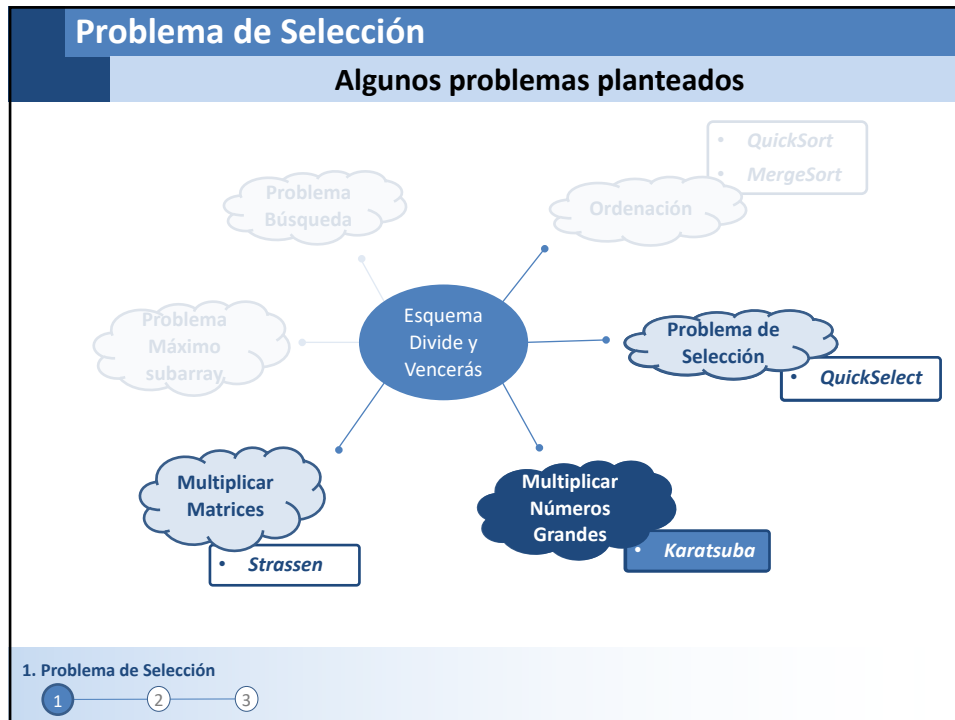 Problema de Selección
Algunos problemas planteados
• QuickSort
• MergeSort
Problema
Búsqueda
Ordenación
Problema
Máximo
subarray
Esquema
Divide y
Vencerás
Problema de
Selección
• QuickSelect
Multiplicar
Matrices
• Strassen
Multiplicar
Números
Grandes
• Karatsuba
1. Problema de Selección
1 2 3